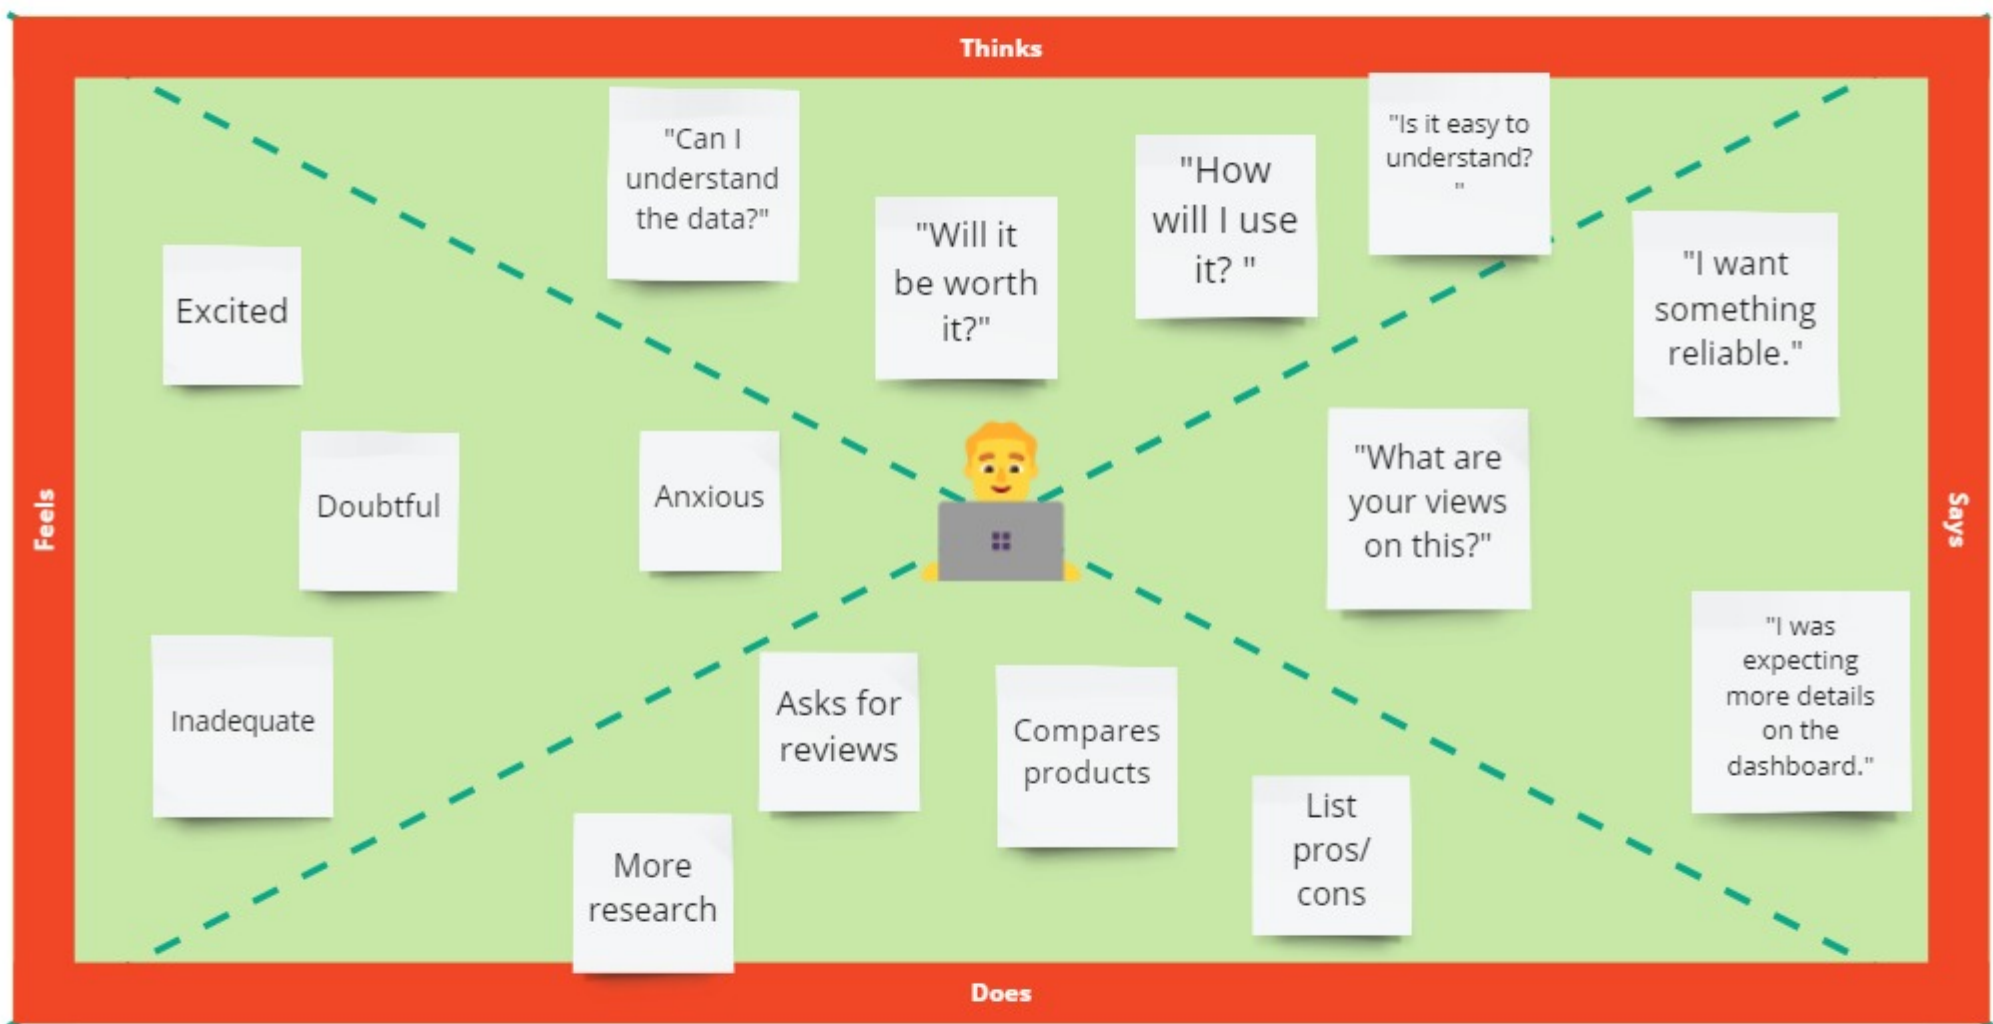 Thinks
"Can I
understand
the data?"
"Will it
be worth
it?"
"How
will I use
it? "
"Is it easy to
understand?
"
Feels
Excited
Doubtful
Anxious
Inadequate
Says
"I want
something
reliable."
"What are
your views
on this?"
"I was
expecting
more details
on the
dashboard."
Asks for
reviews
Compares
products
List
pros/
cons
More
research
Does